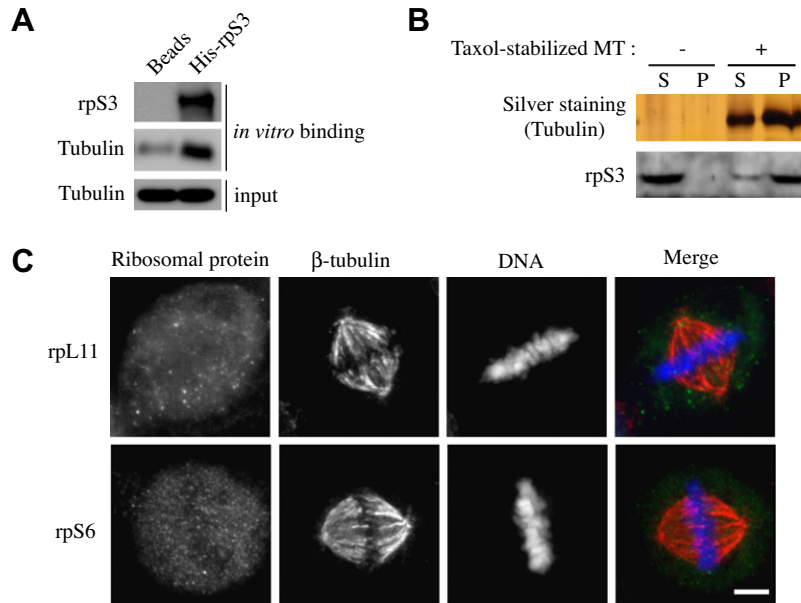 A
Beads
His-rpS3
rpS3
Tubulin
in vitro binding
Tubulin
input
B
Taxol-stabilized MT : - +
S P S P
Silver staining
(Tubulin)
rpS3
C
Ribosomal protein β-tubulin DNA Merge
rpL11
rpS6